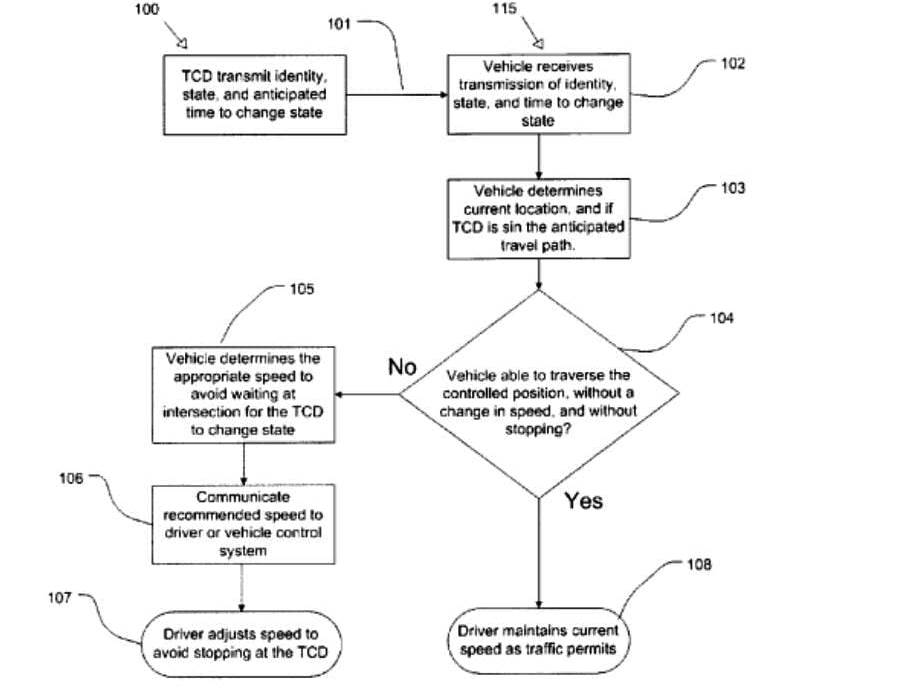 100
101
115
TCD transmit identity,
state, and anticipated
time to change state
Vehicle receives
transmission of identity,
state, and time to change
state
102
Vehicle determines
current location, and if
TCD is sin the anticipated
travel path.
103
104
105
Vehicle determines the
appropriate speed to
avoid waiting at
intersection for the TCD
to change state
No
Vehicle able to traverse the
controlled position, without a
change in speed, and without
stopping?
Yes
106
Communicate
recommended speed to
driver or vehicle control
system
107
Driver adjusts speed to
avoid stopping at the TCD
108
Driver maintains current
speed as traffic permits